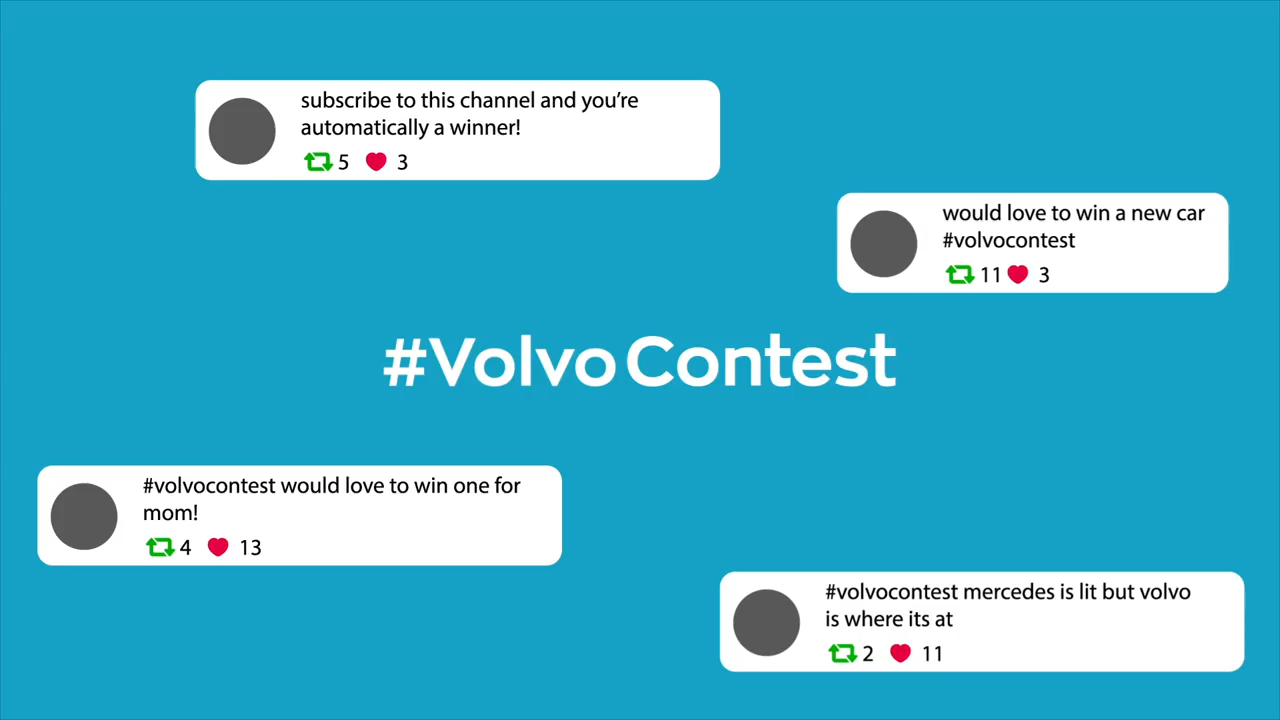 subscribe to this channel and you’re
automatically a winner!
5 3
would love to win a new car
#volvocontest
11 3
#VolvoContest
#volvocontest would love to win one for
mom!
4 13
#volvocontest mercedes is lit but volvo
is where its at
2 11